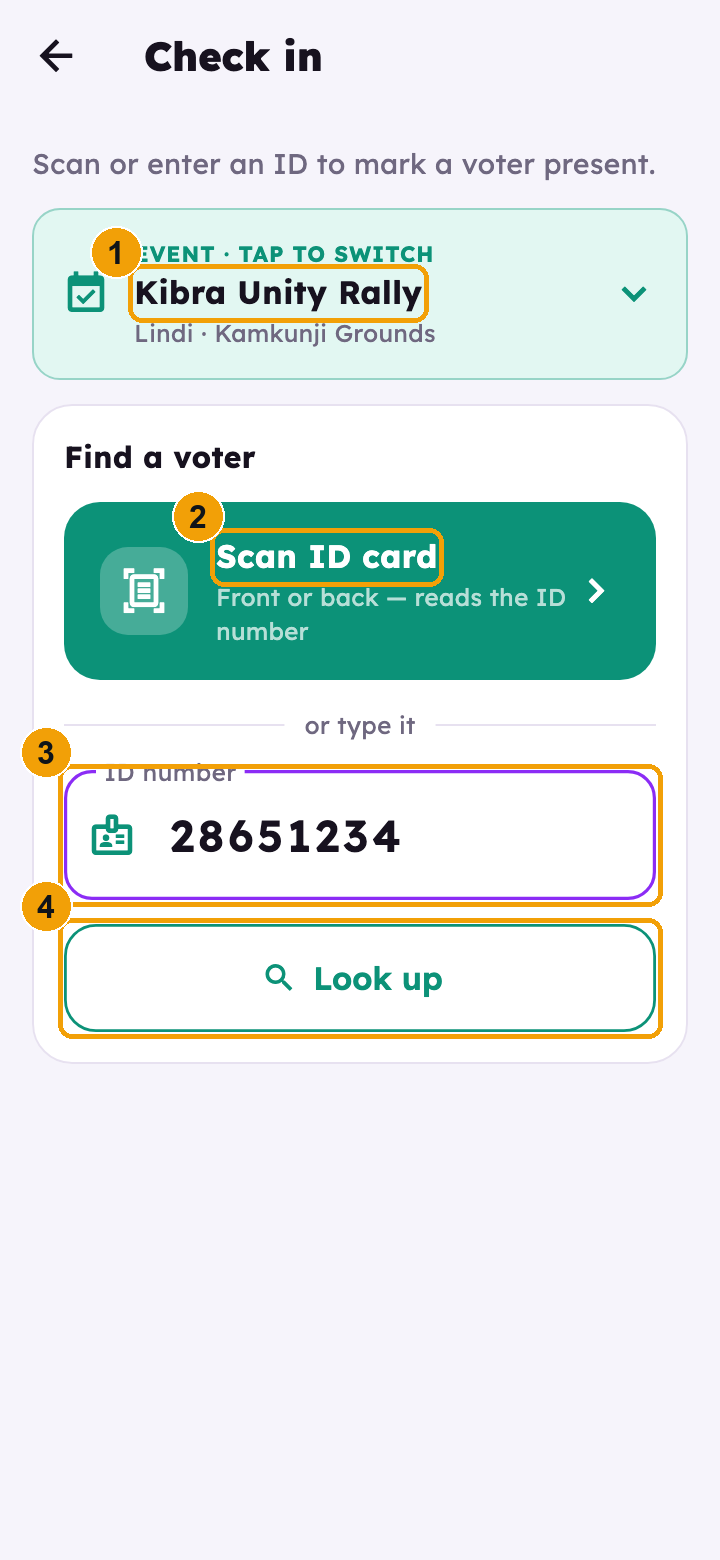 Check in
Scan or enter an ID to mark a voter present.
1
EVENT · TAP TO SWITCH
Kibra Unity Rally
Lindi · Kamkunji Grounds
Find a voter
2
Scan ID card
Front or back — reads the ID
number
or type it
3
ID number
28651234
4
Look up